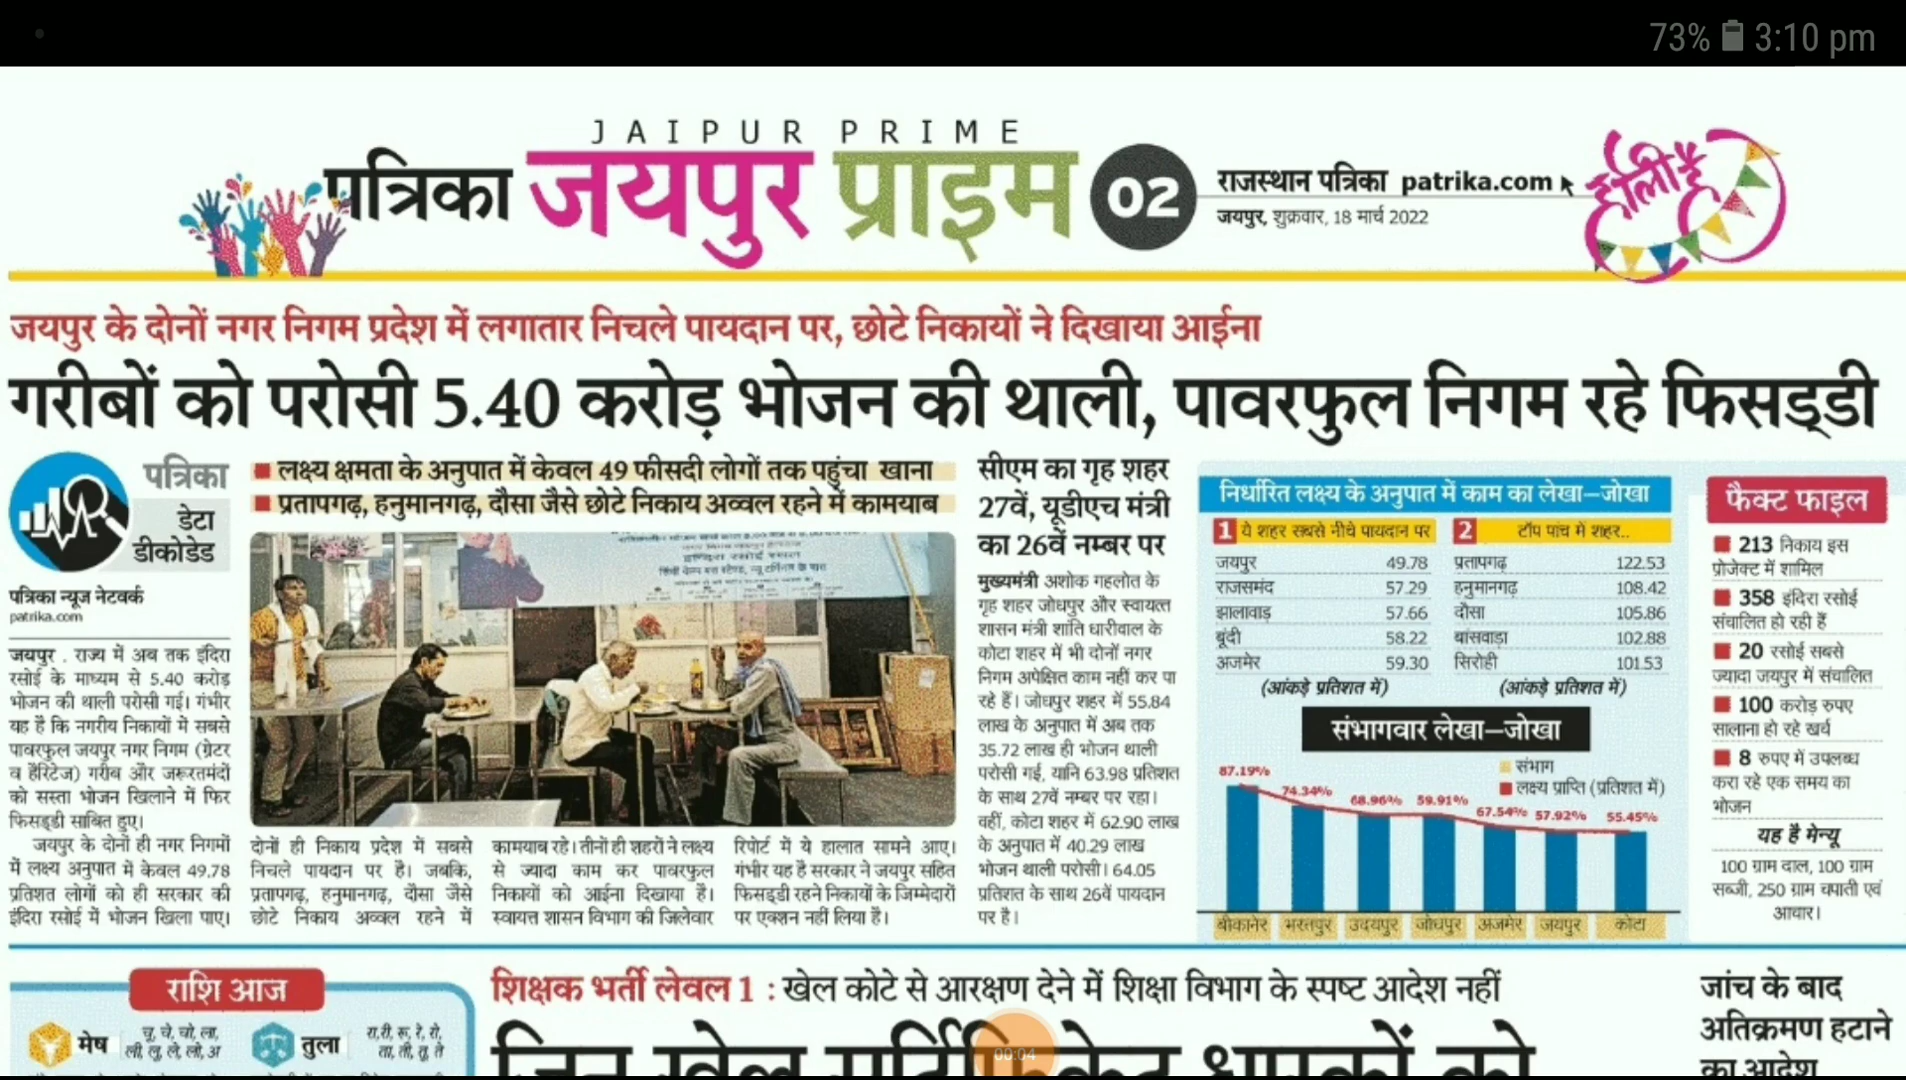 73% 3:10 pm
JAIPUR PRIME
पत्रिका जयपुर प्राइम 02
राजस्थान पत्रिका patrika.com
जयपुर, शुक्रवार, 18 मार्च 2022
होली है
जयपुर के दोनों नगर निगम प्रदेश में लगातार निचले पायदान पर, छोटे निकायों ने दिखाया आईना
गरीबों को परोसी 5.40 करोड़ भोजन की थाली, पावरफुल निगम रहे फिसड्डी
पत्रिका
डेटा
डीकोडेड
पत्रिका न्यूज नेटवर्क
patrika.com
जयपुर . राज्य में अब तक इंदिरा
रसोई के माध्यम से 5.40 करोड़
भोजन की थाली परोसी गई। गंभीर
यह है कि नगरीय निकायों में सबसे
पावरफुल जयपुर नगर निगम (ग्रेटर
व हैरिटेज) गरीब और जरूरतमंदों
को सस्ता भोजन खिलाने में फिर
फिसड्डी साबित हुए।
जयपुर के दोनों ही नगर निगमों
में लक्ष्य अनुपात में केवल 49.78
प्रतिशत लोगों को ही सरकार की
इंदिरा रसोई में भोजन खिला पाए।
लक्ष्य क्षमता के अनुपात में केवल 49 फीसदी लोगों तक पहुंचा खाना
प्रतापगढ़, हनुमानगढ़, दौसा जैसे छोटे निकाय अव्वल रहने में कामयाब
इन्दिरा रसोई
दोनों ही निकाय प्रदेश में सबसे
निचले पायदान पर है। जबकि,
प्रतापगढ़, हनुमानगढ़, दौसा जैसे
छोटे निकाय अव्वल रहने में
कामयाब रहे। तीनों ही शहरों ने लक्ष्य
से ज्यादा काम कर पावरफुल
निकायों को आईना दिखाया है।
स्वायत्त शासन विभाग की जिलेवार
रिपोर्ट में ये हालात सामने आए।
गंभीर यह है सरकार ने जयपुर सहित
फिसड्डी रहने निकायों के जिम्मेदारों
पर एक्शन नहीं लिया है।
सीएम का गृह शहर
27वें, यूडीएच मंत्री
का 26वें नम्बर पर
मुख्यमंत्री अशोक गहलोत के
गृह शहर जोधपुर और स्वायत्त
शासन मंत्री शांति धारीवाल के
कोटा शहर में भी दोनों नगर
निगम अपेक्षित काम नहीं कर पा
रहे हैं। जोधपुर शहर में 55.84
लाख के अनुपात में अब तक
35.72 लाख ही भोजन थाली
परोसी गई, यानि 63.98 प्रतिशत
के साथ 27वें नम्बर पर रहा।
वहीं, कोटा शहर में 62.90 लाख
के अनुपात में 40.29 लाख
भोजन थाली परोसी। 64.05
प्रतिशत के साथ 26वें पायदान
पर है।
निर्धारित लक्ष्य के अनुपात में काम का लेखा-जोखा
1 ये शहर सबसे नीचे पायदान पर
जयपुर 49.78
राजसमंद 57.29
झालावाड़ 57.66
बूंदी 58.22
अजमेर 59.30
(आंकड़े प्रतिशत में)
2 टॉप पांच में शहर..
प्रतापगढ़ 122.53
हनुमानगढ़ 108.42
दौसा 105.86
बांसवाड़ा 102.88
सिरोही 101.53
(आंकड़े प्रतिशत में)
संभागवार लेखा-जोखा
संभाग
लक्ष्य प्राप्ति (प्रतिशत में)
87.19% 74.34% 68.96% 59.91% 67.54% 57.92% 55.45%
बीकानेर भरतपुर उदयपुर जोधपुर अजमेर जयपुर कोटा
फैक्ट फाइल
213 निकाय इस
प्रोजेक्ट में शामिल
358 इंदिरा रसोई
संचालित हो रही हैं
20 रसोई सबसे
ज्यादा जयपुर में संचालित
100 करोड़ रुपए
सालाना हो रहे खर्च
8 रुपए में उपलब्ध
करा रहे एक समय का
भोजन
यह है मेन्यू
100 ग्राम दाल, 100 ग्राम
सब्जी, 250 ग्राम चपाती एवं
आचार।
राशि आज
मेष चू, चे, चो, ला,
ली, लु, ले, लो, अ
तुला रा, री, रू, रे, रो,
ता, ती, तु, ते
शिक्षक भर्ती लेवल 1 : खेल कोटे से आरक्षण देने में शिक्षा विभाग के स्पष्ट आदेश नहीं
जिन खेल सर्टिफिकेट धारकों को
00:04
जांच के बाद
अतिक्रमण हटाने
का आदेश